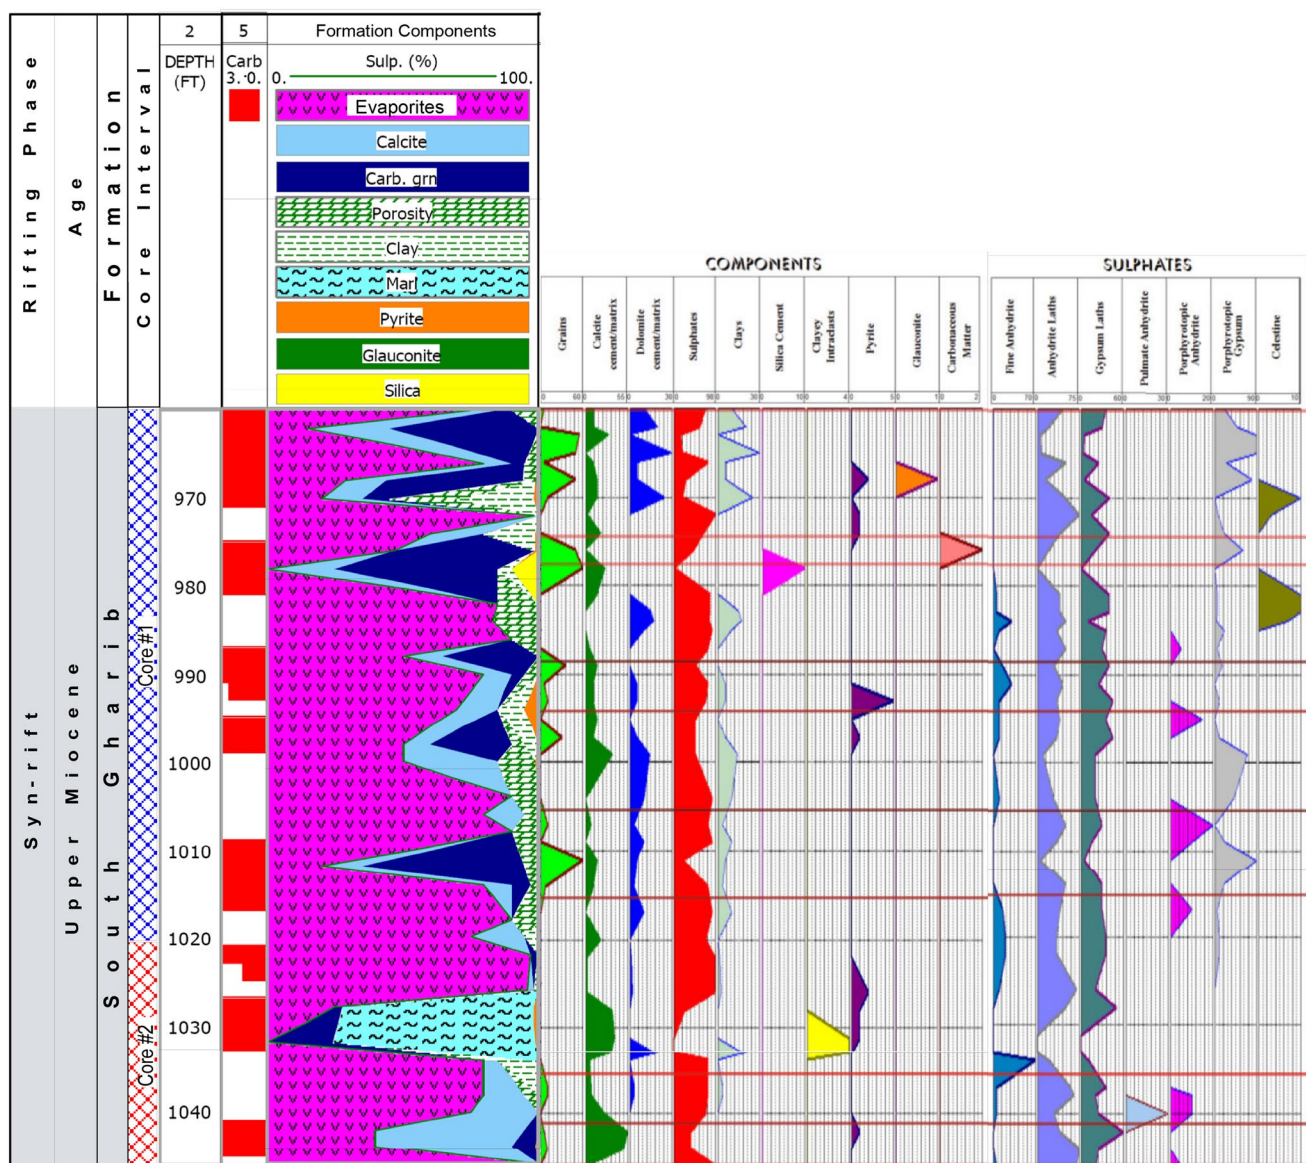 Rifting Phase
Age
Formation
Core Interval
2
5
Formation Components
DEPTH
(FT)
Carb
3.-0.
Sulp. (%)
0.
100.
Evaporites
Calcite
Carb. grn
Porosity
Clay
Marl
Pyrite
Glauconite
Silica
COMPONENTS
SULPHATES
Grains
Calcite
cement/matrix
Dolomite
cement/matrix
Sulphates
Clays
Silica Cement
Clayey
Intraclasts
Pyrite
Glauconite
Carbonaceous
Matter
Fine Anhydrite
Anhydrite Laths
Gypsum Laths
Pulmate Anhydrite
Porphyrotopic
Anhydrite
Porphyrotopic
Gypsum
Celestine
Syn-rift
Upper Miocene
South Gharib
Core #1
Core #2
970
980
990
1000
1010
1020
1030
1040